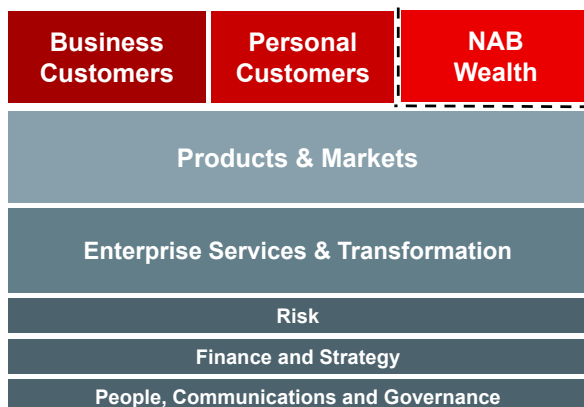 Business
Customers
Personal
Customers
NAB
Wealth
Products & Markets
Enterprise Services & Transformation
Risk
Finance and Strategy
People, Communications and Governance